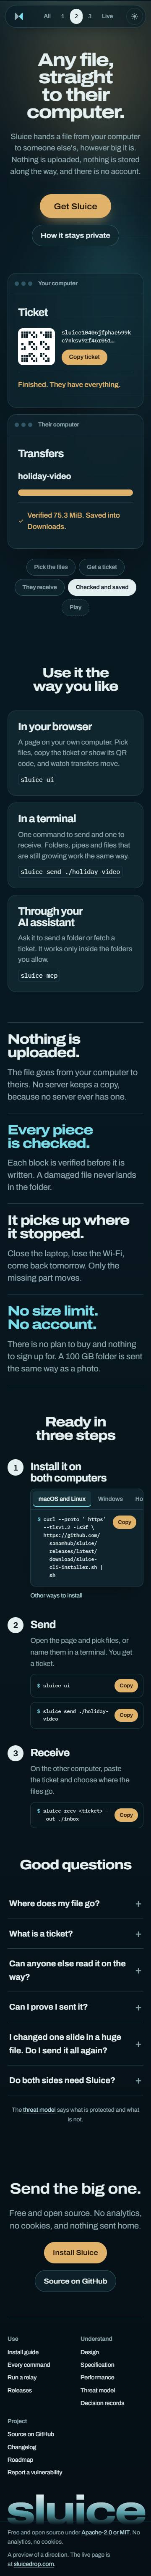 All 1 2 3 Live
Any file,
straight
to their
computer.
Sluice hands a file from your computer
to someone else's, however big it is.
Nothing is uploaded, nothing is stored
along the way, and there is no account.
Get Sluice
How it stays private
Your computer
Ticket
Copy ticket
Finished. They have everything.
Their computer
Transfers
holiday-video
Verified 75.3 MiB. Saved into
Downloads.
Pick the files
Get a ticket
They receive
Checked and saved
Play
Use it the
way you like
In your browser
A page on your own computer. Pick
files, copy the ticket or show its QR
code, and watch transfers move.
sluice ui
In a terminal
One command to send and one to
receive. Folders, pipes and files that
are still growing work the same way.
sluice send ./holiday-video
Through your
AI assistant
Ask it to send a folder or fetch a
ticket. It works only inside the folders
you allow.
sluice mcp
Nothing is
uploaded.
The file goes from your computer to
theirs. No server keeps a copy,
because no server ever has one.
Every piece
is checked.
Each block is verified before it is
written. A damaged file never lands
in the folder.
It picks up where
it stopped.
Close the laptop, lose the Wi-Fi,
come back tomorrow. Only the
missing part moves.
No size limit.
No account.
There is no plan to buy and nothing
to sign up for. A 100 GB folder is sent
the same way as a photo.
Ready in
three steps
1
Install it on
both computers
macOS and Linux Windows Ho
$ curl --proto '=https'
--tlsv1.2 -LsSf \
https://github.com/
xanamhub/sluice/
releases/latest/
download/sluice-
cli-installer.sh |
sh
Copy
Other ways to install
2
Send
Open the page and pick files, or
name them in a terminal. You get
a ticket.
$ sluice ui
Copy
$ sluice send ./holiday-
video
Copy
3
Receive
On the other computer, paste
the ticket and choose where the
files go.
$ sluice recv <ticket> -
-out ./inbox
Copy
Good questions
Where does my file go? +
What is a ticket? +
Can anyone else read it on the
way? +
Can I prove I sent it? +
I changed one slide in a huge
file. Do I send it all again? +
Do both sides need Sluice? +
The threat model says what is protected and what
is not.
Send the big one.
Free and open source. No analytics,
no cookies, and nothing sent home.
Install Sluice
Source on GitHub
Use
Install guide
Every command
Run a relay
Releases
Understand
Design
Specification
Performance
Threat model
Decision records
Project
Source on GitHub
Changelog
Roadmap
Report a vulnerability
sluice
Free and open source under Apache-2.0 or MIT. No
analytics, no cookies.
A preview of a direction. The live page is
at sluicedrop.com.